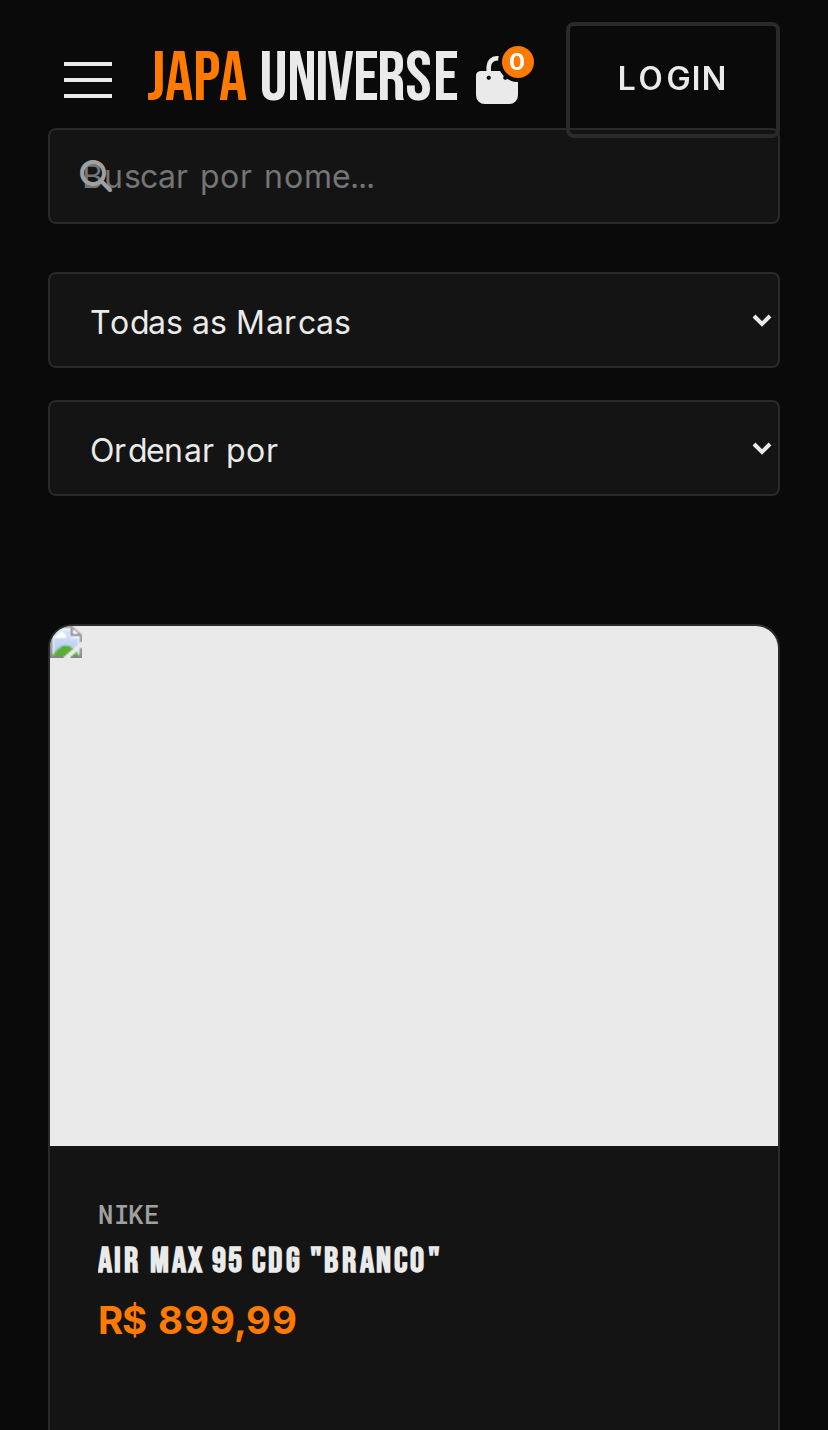 JAPA UNIVERSE
0
LOGIN
Buscar por nome...
Todas as Marcas
Ordenar por
NIKE
AIR MAX 95 CDG "BRANCO"
R$ 899,99